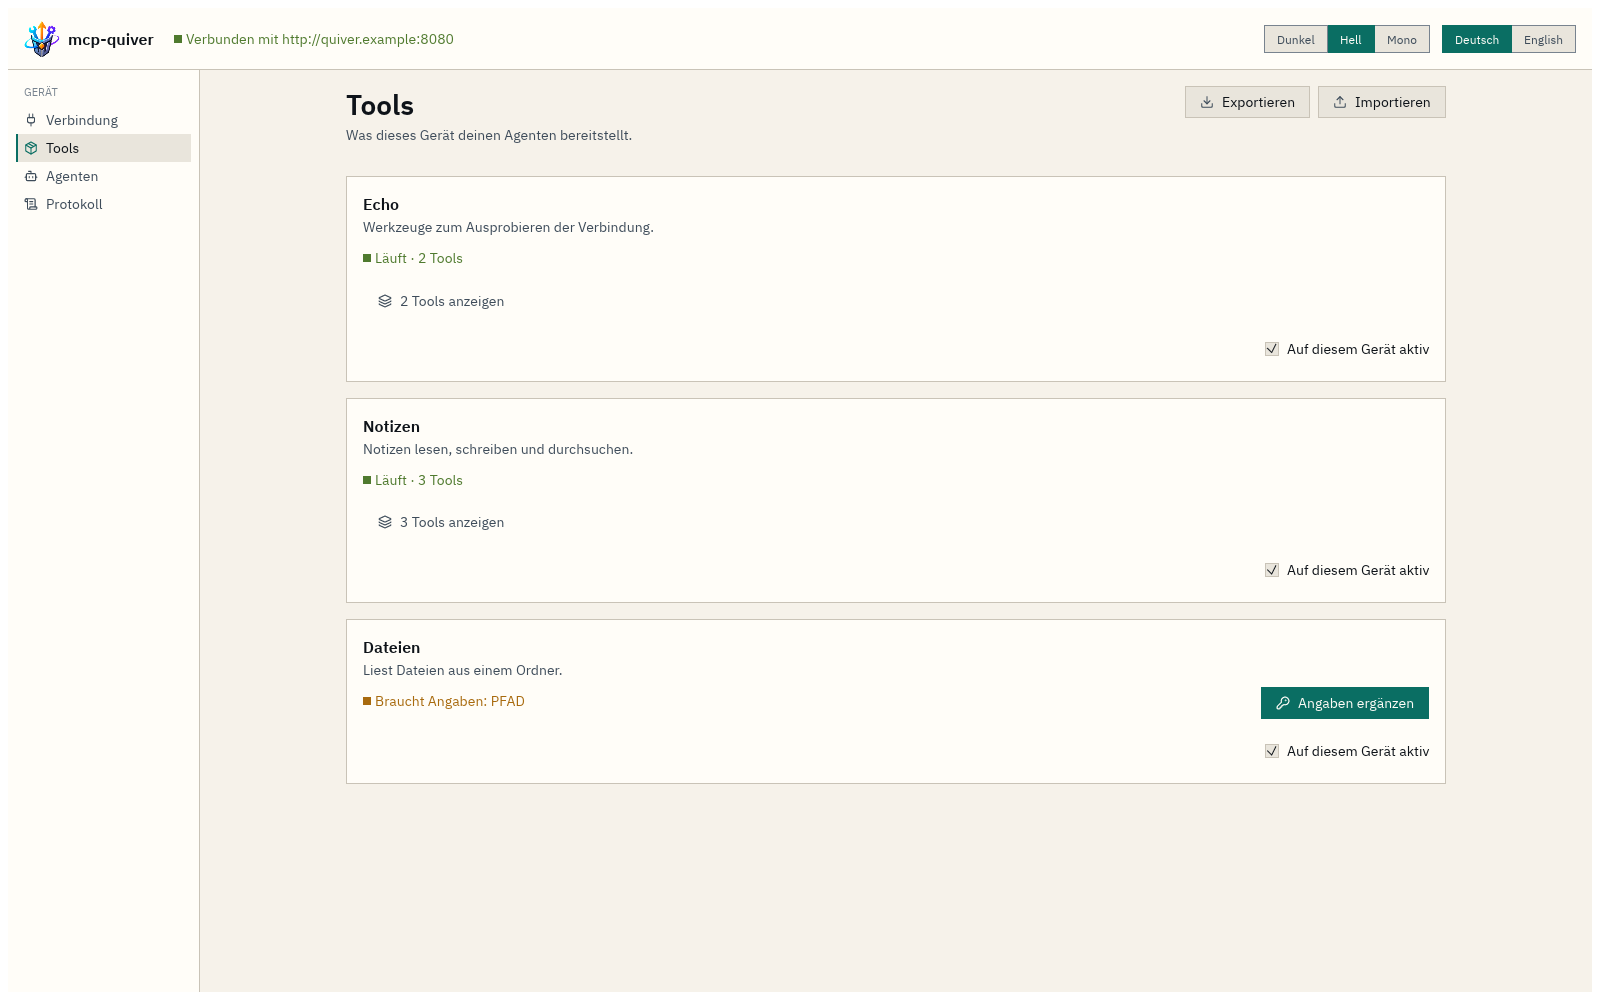 mcp-quiver
Verbunden mit http://quiver.example:8080
Dunkel Hell Mono
Deutsch English
GERÄT
Verbindung
Tools
Agenten
Protokoll
Tools
Was dieses Gerät deinen Agenten bereitstellt.
Exportieren
Importieren
Echo
Werkzeuge zum Ausprobieren der Verbindung.
Läuft · 2 Tools
2 Tools anzeigen
Auf diesem Gerät aktiv
Notizen
Notizen lesen, schreiben und durchsuchen.
Läuft · 3 Tools
3 Tools anzeigen
Auf diesem Gerät aktiv
Dateien
Liest Dateien aus einem Ordner.
Braucht Angaben: PFAD
Angaben ergänzen
Auf diesem Gerät aktiv